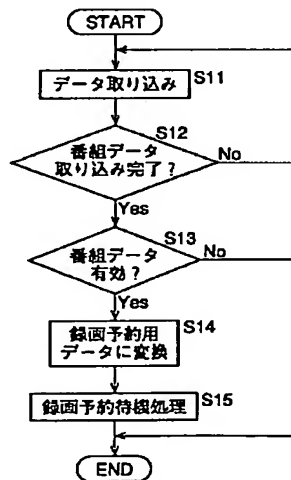 START
データ取り込み
S11
S12
番組データ
取り込み完了?
No
Yes
S13
番組データ
有効?
No
Yes
S14
録画予約用
データに変換
S15
録画予約待機処理
END